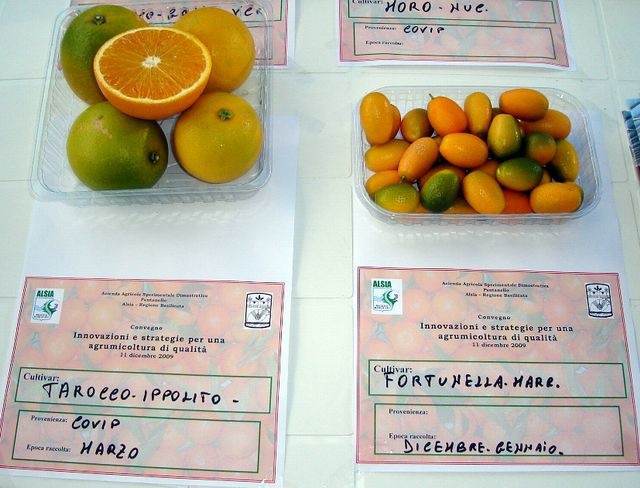 MORO - NUC.
Provenienza:
COVIP
Epoca raccolta:
ALSIA
Azienda Agricola Sperimentale Dimostrativa
Pantanello
Alsia - Regione Basilicata
Convegno
Innovazioni e strategie per una
agrumicoltura di qualità
11 dicembre 2009
Cultivar:
TAROCCO - IPPOLITO -
Provenienza:
COVIP
Epoca raccolta:
MARZO
ALSIA
Azienda Agricola Sperimentale Dimostrativa
Pantanello
Alsia - Regione Basilicata
Convegno
Innovazioni e strategie per una
agrumicoltura di qualità
11 dicembre 2009
Cultivar:
FORTUNELLA. MARG.
Provenienza:
Epoca raccolta:
DICEMBRE. GENNAIO.